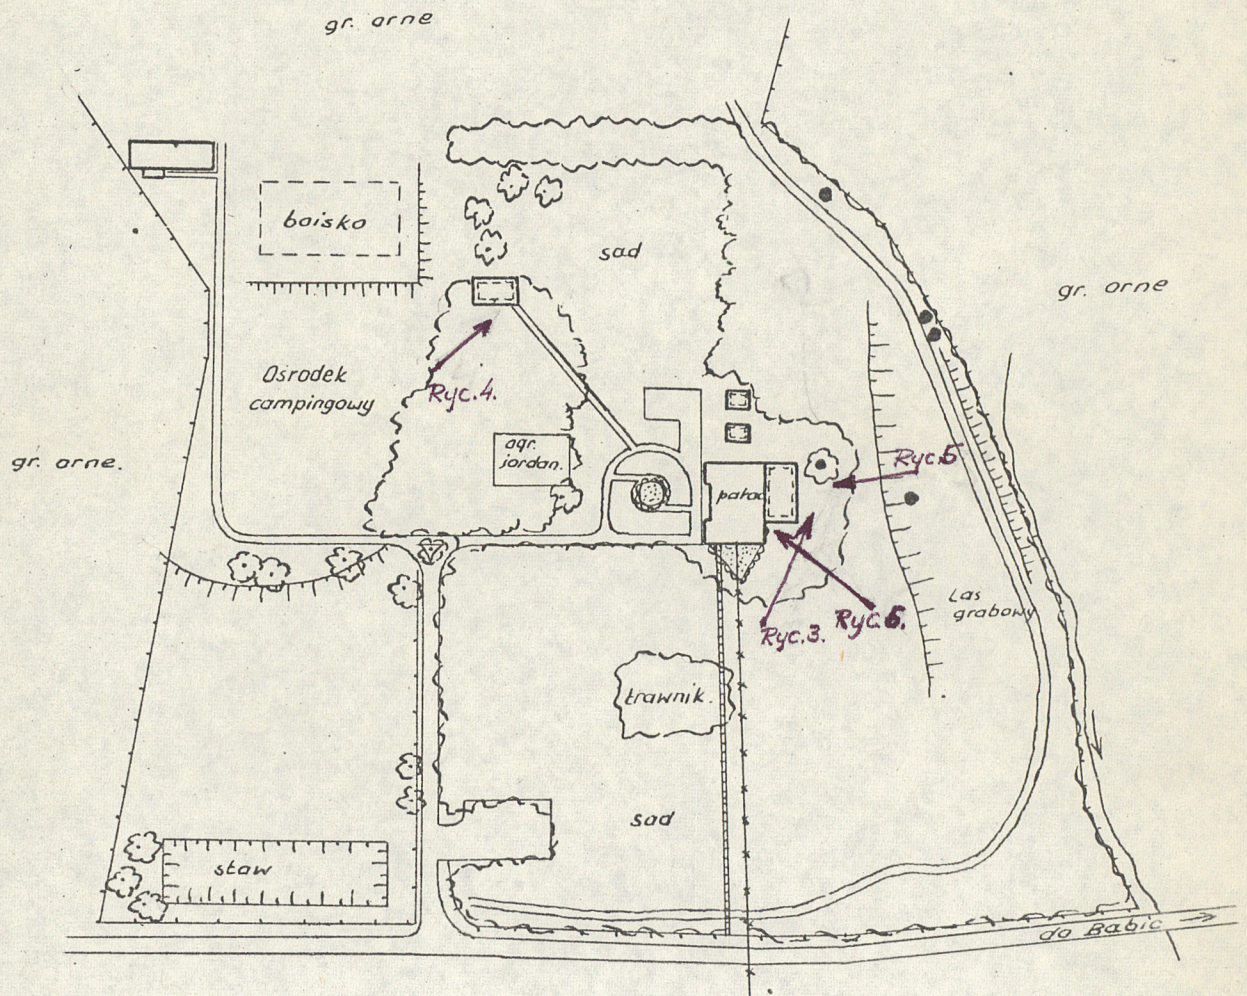 gr. orne
boisko
sad
gr. orne
Ośrodek
campingowy
Ryc. 4.
gr. orne.
ogr.
jordan.
Ryc. 5
pałac
Las
grabowy
Ryc. 3.
Ryc. 6.
trawnik.
sad
staw
do Babic